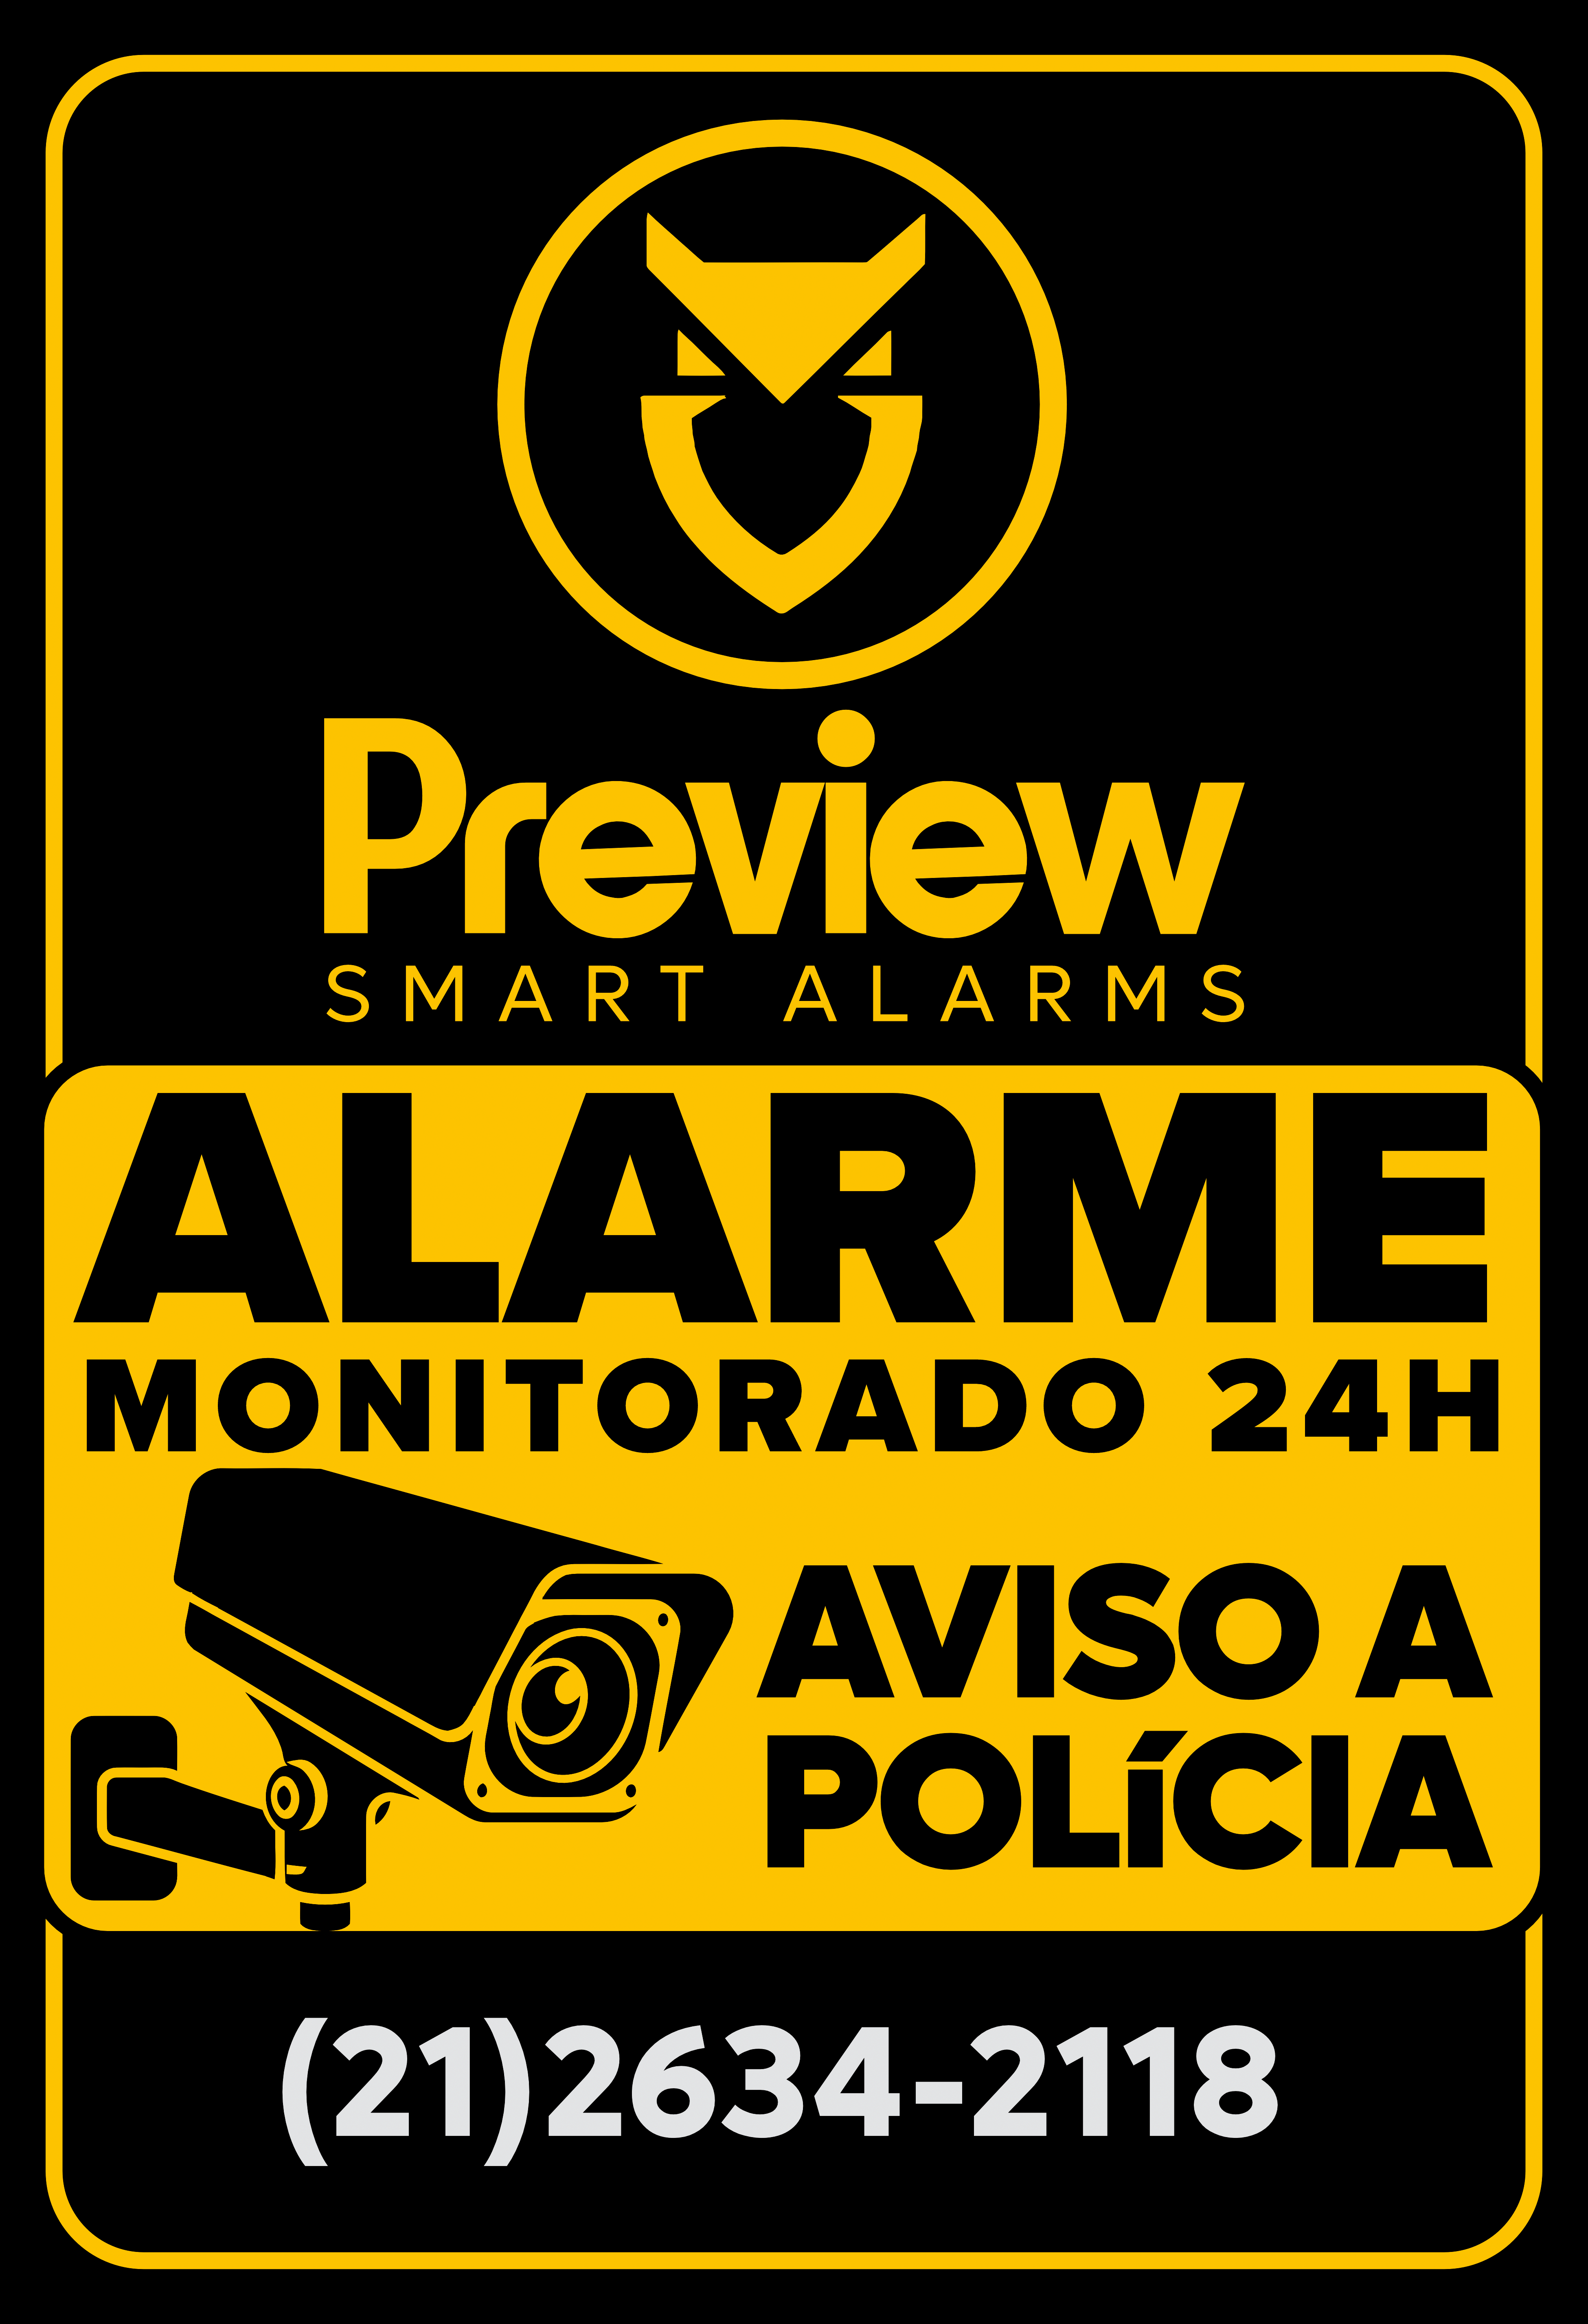 Preview
SMART ALARMS
ALARME
MONITORADO 24H
AVISO A
POLíCIA
(21)2634-2118